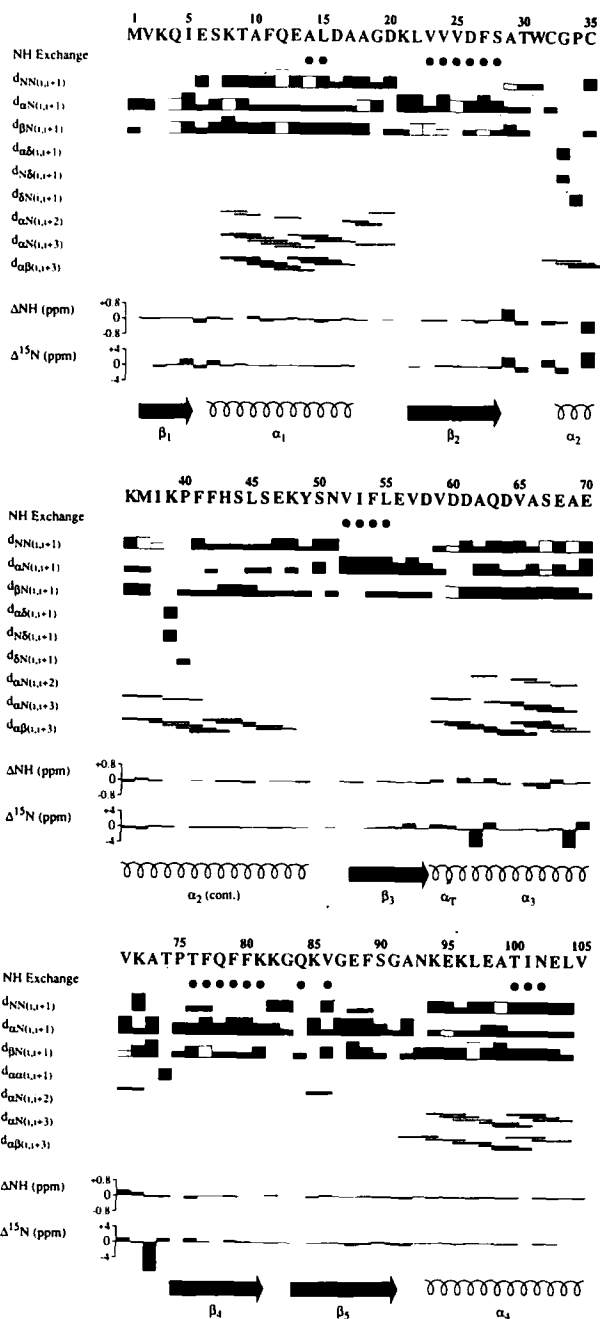 1 5 10 15 20 25 30 35
MVKQIESKTAFQEALDAAGDKLVVVDFSATWCGPC
NH Exchange
dNN(i,i+1)
dαN(i,i+1)
dβN(i,i+1)
dαδ(i,i+1)
dNδ(i,i+1)
dδN(i,i+1)
dαN(i,i+2)
dαN(i,i+3)
dαβ(i,i+3)
ΔNH (ppm) +0.8 0 -0.8
Δ15N (ppm) +4 0 -4
β1 α1 β2 α2
40 45 50 55 60 65 70
KMIKPFFHSLSEKYSNVIFLEVDVDDAQDVASEAE
NH Exchange
dNN(i,i+1)
dαN(i,i+1)
dβN(i,i+1)
dαδ(i,i+1)
dNδ(i,i+1)
dδN(i,i+1)
dαN(i,i+2)
dαN(i,i+3)
dαβ(i,i+3)
ΔNH (ppm) +0.8 0 -0.8
Δ15N (ppm) +4 0 -4
α2 (cont.) β3 αT α3
75 80 85 90 95 100 105
VKATPTFQFFKKGQKVGEFSGANKEKLEATINELV
NH Exchange
dNN(i,i+1)
dαN(i,i+1)
dβN(i,i+1)
dαα(i,i+1)
dαN(i,i+2)
dαN(i,i+3)
dαβ(i,i+3)
ΔNH (ppm) +0.8 0 -0.8
Δ15N (ppm) +4 0 -4
β4 β5 α4